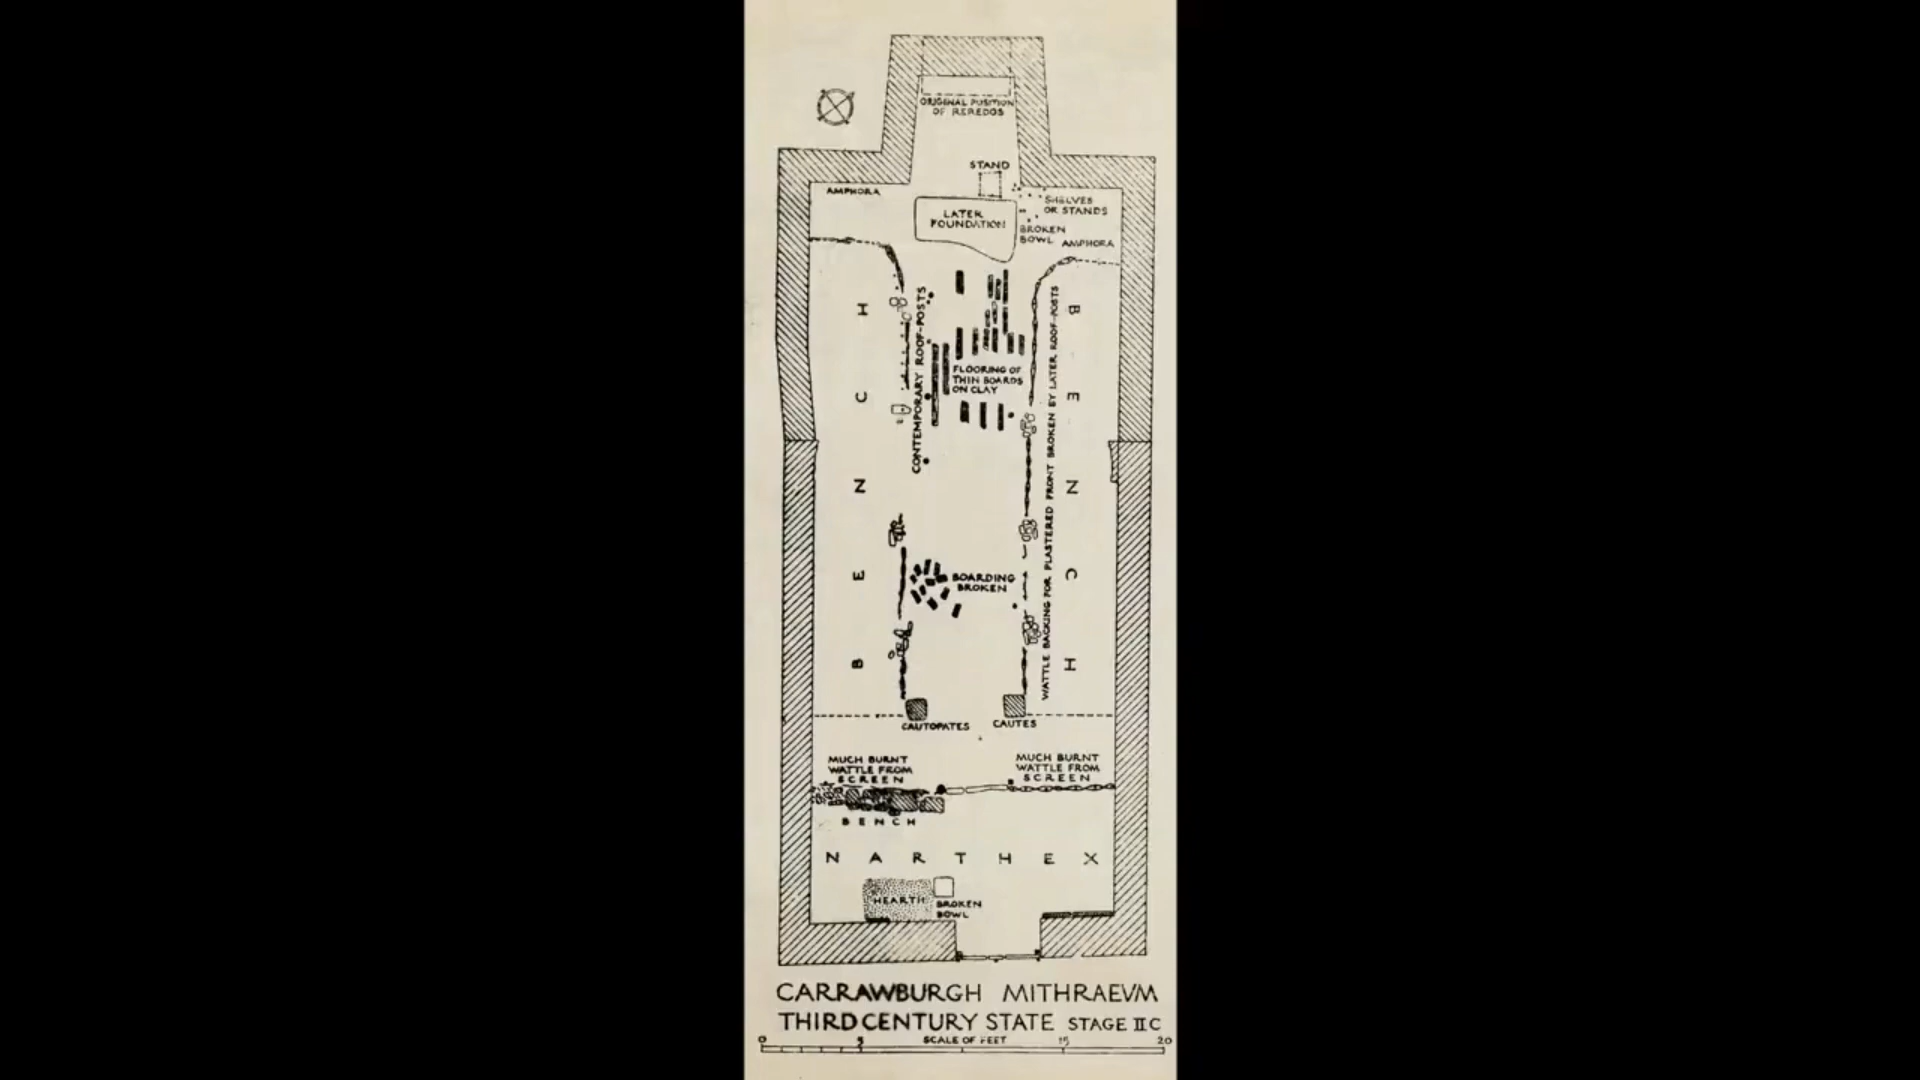 ORIGINAL POSITION
OF REREDOS
STAND
AMPHORA
SHELVES
OR STANDS
LATER
FOUNDATION
BROKEN
BOWL
AMPHORA
BENCH
CONTEMPORARY ROOF-POSTS
FLOORING OF
THIN BOARDS
ON CLAY
WATTLE BACKING FOR PLASTERED FRONT BROKEN BY LATER ROOF-POSTS
BENCH
BOARDING
BROKEN
CAUTOPATES
CAUTES
MUCH BURNT
WATTLE FROM
SCREEN
MUCH BURNT
WATTLE FROM
SCREEN
BENCH
NARTHEX
HEARTH
BROKEN
BOWL
CARRAWBURGH MITHRAEVM
THIRD CENTURY STATE STAGE II C
0 5 SCALE OF FEET 15 20